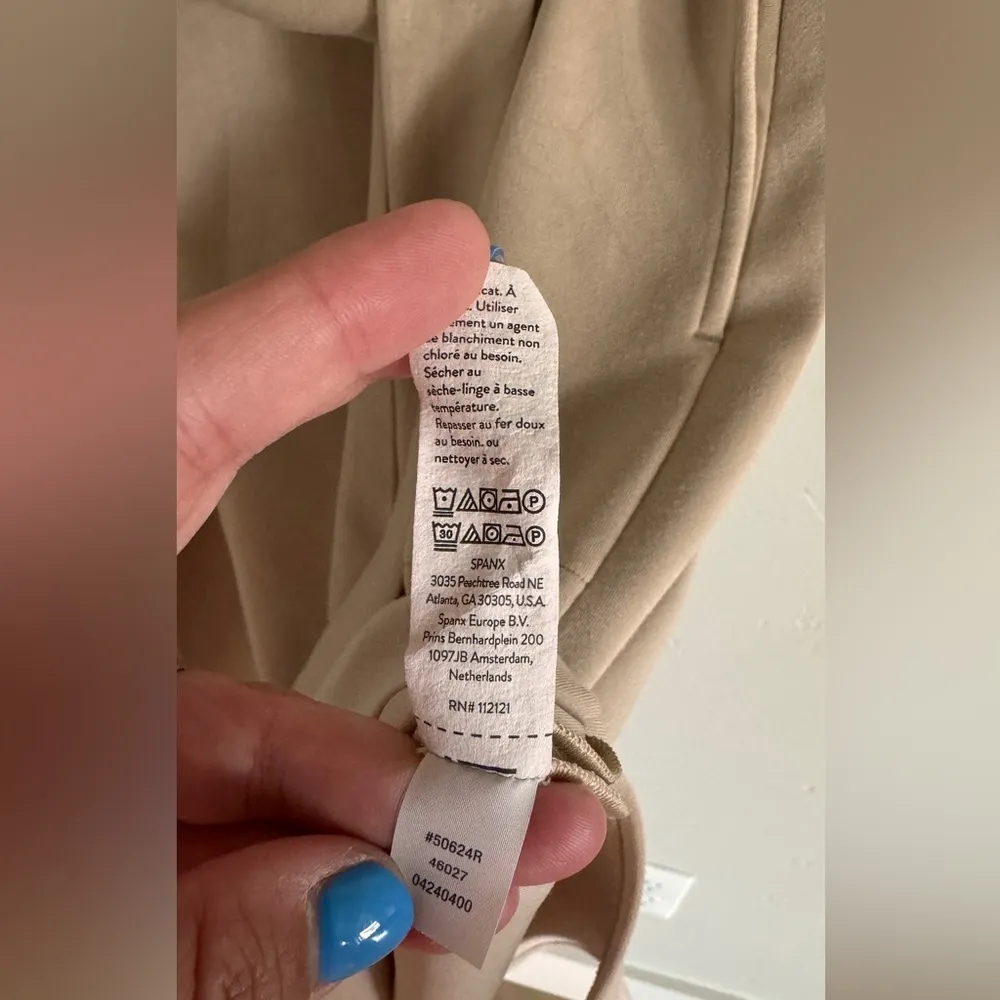 cat. À
Utiliser
ment un agent
e blanchiment non
chloré au besoin.
Sécher au
sèche-linge à basse
température.
Repasser au fer doux
au besoin. ou
nettoyer à sec.
P
30 P
SPANX
3035 Peachtree Road NE
Atlanta, GA 30305, U.S.A.
Spanx Europe B.V.
Prins Bernhardplein 200
1097JB Amsterdam,
Netherlands
RN# 112121
#50624R
46027
04240400